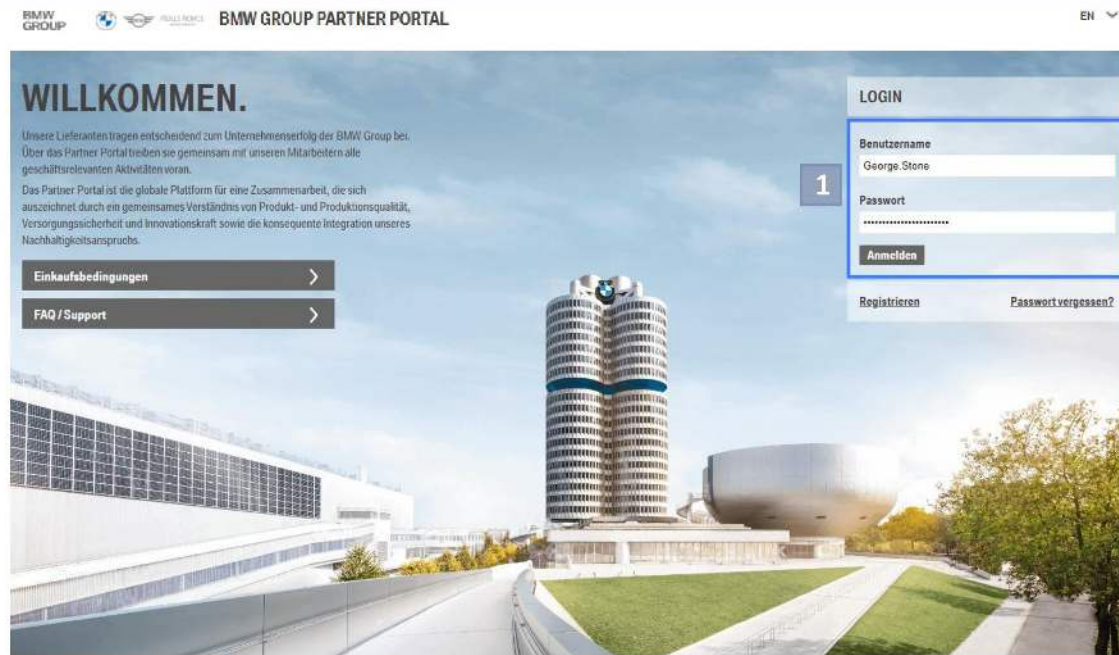 BMW
GROUP
ROLLS-ROYCE
BMW GROUP PARTNER PORTAL
EN
WILLKOMMEN.
Unsere Lieferanten tragen entscheidend zum Unternehmenserfolg der BMW Group bei.
Über das Partner Portal treiben sie gemeinsam mit unseren Mitarbeitern alle
geschäftsrelevanten Aktivitäten voran.
Das Partner Portal ist die globale Plattform für eine Zusammenarbeit, die sich
auszeichnet durch ein gemeinsames Verständnis von Produkt- und Produktionsqualität,
Versorgungssicherheit und Innovationskraft sowie die konsequente Integration unseres
Nachhaltigkeitsanspruchs.
Einkaufsbedingungen
FAQ / Support
LOGIN
1
Benutzername
George.Stone
Passwort
Anmelden
Registrieren
Passwort vergessen?